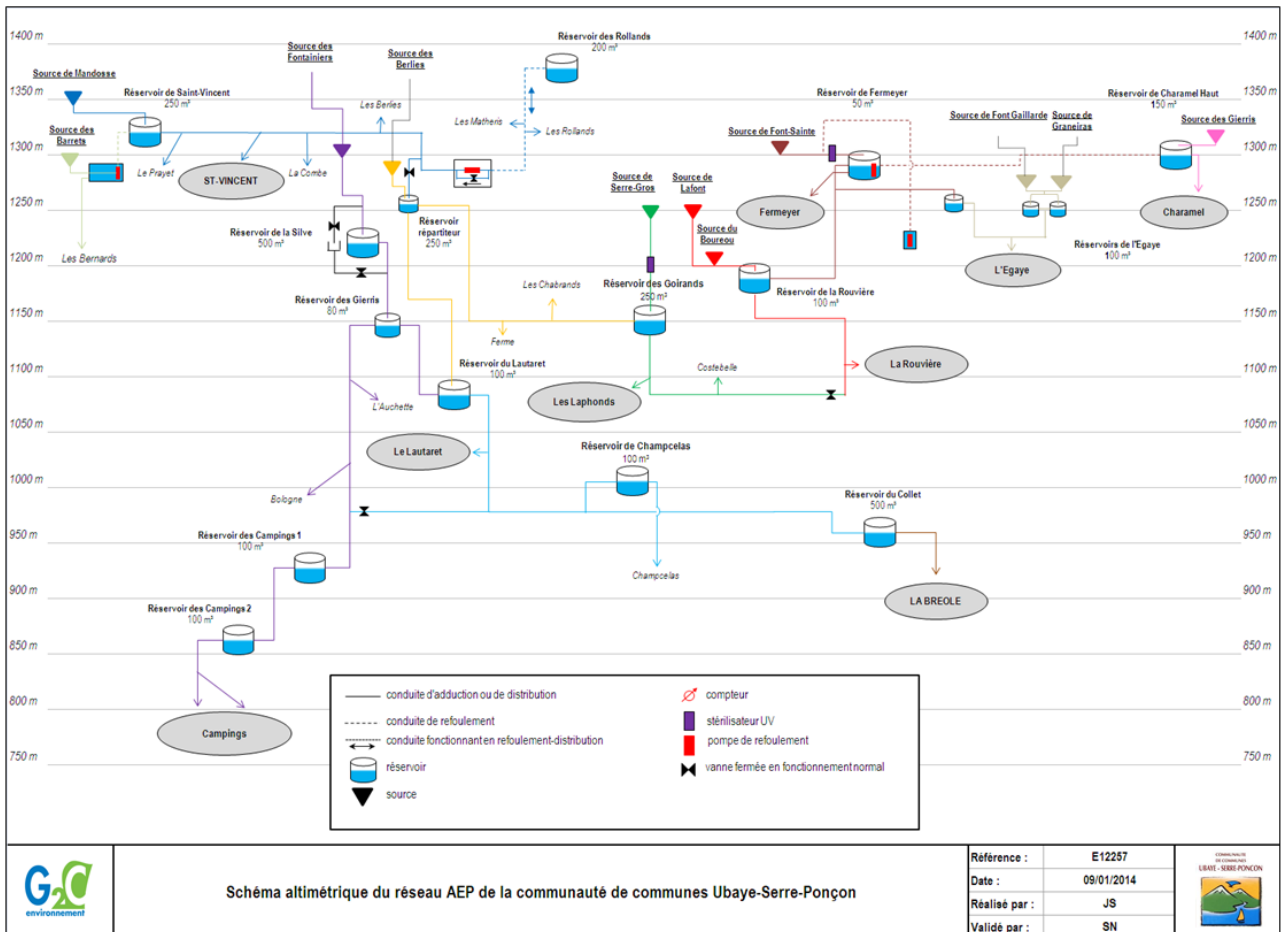 1400 m
1400 m
Réservoir des Rollands
200 m³
Source des
Fontainiers
Source des
Berlies
Source de Mandosse
1350 m
1350 m
Réservoir de Saint-Vincent
250 m³
Les Berlies
Les Matheris
Les Rollands
Réservoir de Fermeyer
50 m³
Réservoir de Charamel Haut
150 m³
Source de Font Gaillarde
Source de
Graneiras
Source des Gierris
Source des
Barrets
Source de Font-Sainte
1300 m
1300 m
Le Prayet
ST-VINCENT
La Combe
Source de
Serre-Gros
Source de
Lafont
Fermeyer
Charamel
1250 m
1250 m
Réservoir
répartiteur
250 m³
Source du
Boureou
Réservoir de la Silve
500 m³
Réservoirs de l'Egaye
100 m³
Les Bernards
L'Egaye
1200 m
1200 m
Réservoir des Gierris
80 m³
Les Chabrands
Réservoir des Goirands
250 m³
Réservoir de la Rouvière
100 m³
1150 m
1150 m
Ferme
Réservoir du Lautaret
100 m³
Costebelle
La Rouvière
1100 m
1100 m
L'Auchette
Les Laphonds
1050 m
1050 m
Le Lautaret
Réservoir de Champcelas
100 m³
1000 m
1000 m
Bologne
Réservoir du Collet
500 m³
950 m
950 m
Réservoir des Campings 1
100 m³
Champcelas
900 m
900 m
LA BREOLE
Réservoir des Campings 2
100 m³
850 m
850 m
800 m
800 m
Campings
750 m
750 m
conduite d'adduction ou de distribution
compteur
conduite de refoulement
stérilisateur UV
conduite fonctionnant en refoulement-distribution
pompe de refoulement
réservoir
vanne fermée en fonctionnement normal
source
G2C
environnement
Schéma altimétrique du réseau AEP de la communauté de communes Ubaye-Serre-Ponçon
Référence :
E12257
Date :
09/01/2014
Réalisé par :
JS
Validé par :
SN
COMMUNAUTE
DE COMMUNES
UBAYE - SERRE-PONCON